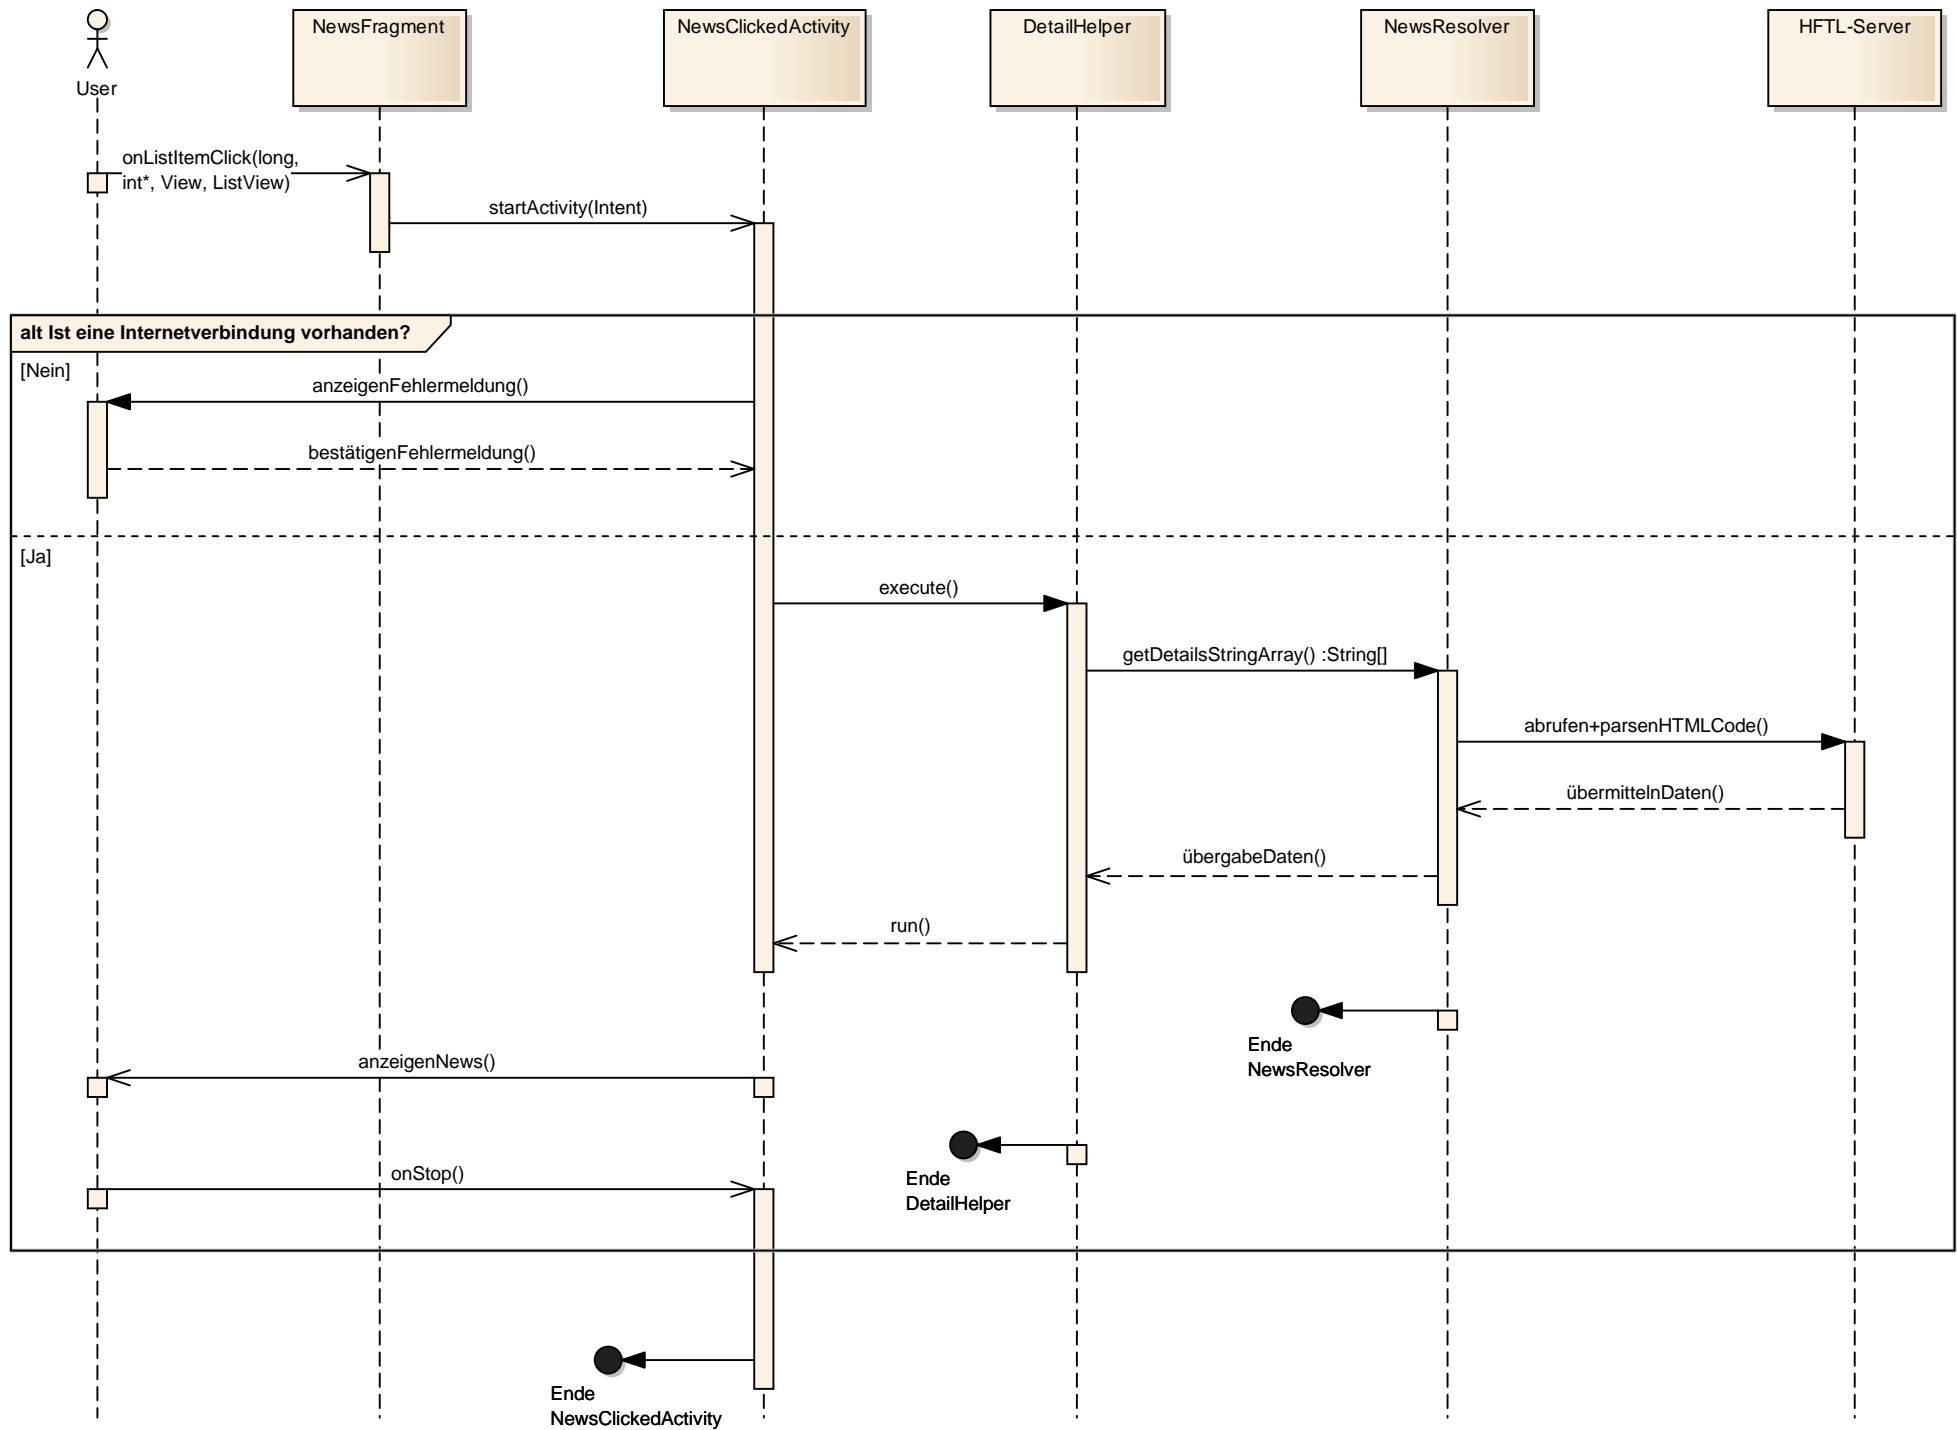 User
NewsFragment
NewsClickedActivity
DetailHelper
NewsResolver
HFTL-Server
onListItemClick(long,
int*, View, ListView)
startActivity(Intent)
alt Ist eine Internetverbindung vorhanden?
[Nein]
anzeigenFehlermeldung()
bestätigenFehlermeldung()
[Ja]
execute()
getDetailsStringArray() :String[]
abrufen+parsenHTMLCode()
übermittelnDaten()
übergabeDaten()
run()
Ende
NewsResolver
anzeigenNews()
Ende
DetailHelper
onStop()
Ende
NewsClickedActivity